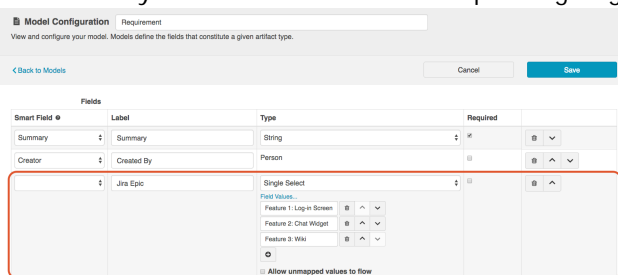 Model Configuration Requirement
View and configure your model. Models define the fields that constitute a given artifact type.
Back to Models Cancel Save
Fields
Smart Field Label Type Required
Summary Summary String
Creator Created By Person
Jira Epic Single Select
Field Values...
Feature 1: Log-in Screen
Feature 2: Chat Widget
Feature 3: Wiki
Allow unmapped values to flow